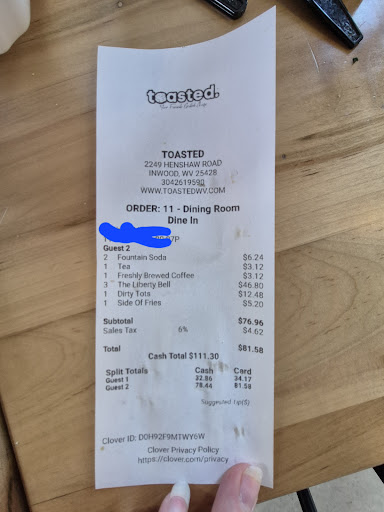 toasted.
TOASTED
2249 HENSHAW ROAD
INWOOD, WV 25428
3042619590
WWW.TOASTEDWV.COM
ORDER: 11 - Dining Room
Dine In
7P
Guest 2
2 Fountain Soda $6.24
1 Tea $3.12
1 Freshly Brewed Coffee $3.12
3 The Liberty Bell $46.80
1 Dirty Tots $12.48
1 Side Of Fries $5.20
Subtotal $76.96
Sales Tax 6% $4.62
Total $81.58
Cash Total $111.30
Split Totals Cash Card
Guest 1 32.86 34.17
Guest 2 78.44 81.58
Suggested Tip(s)
Clover ID: D0H92F9MTWY6W
Clover Privacy Policy
https://clover.com/privacy